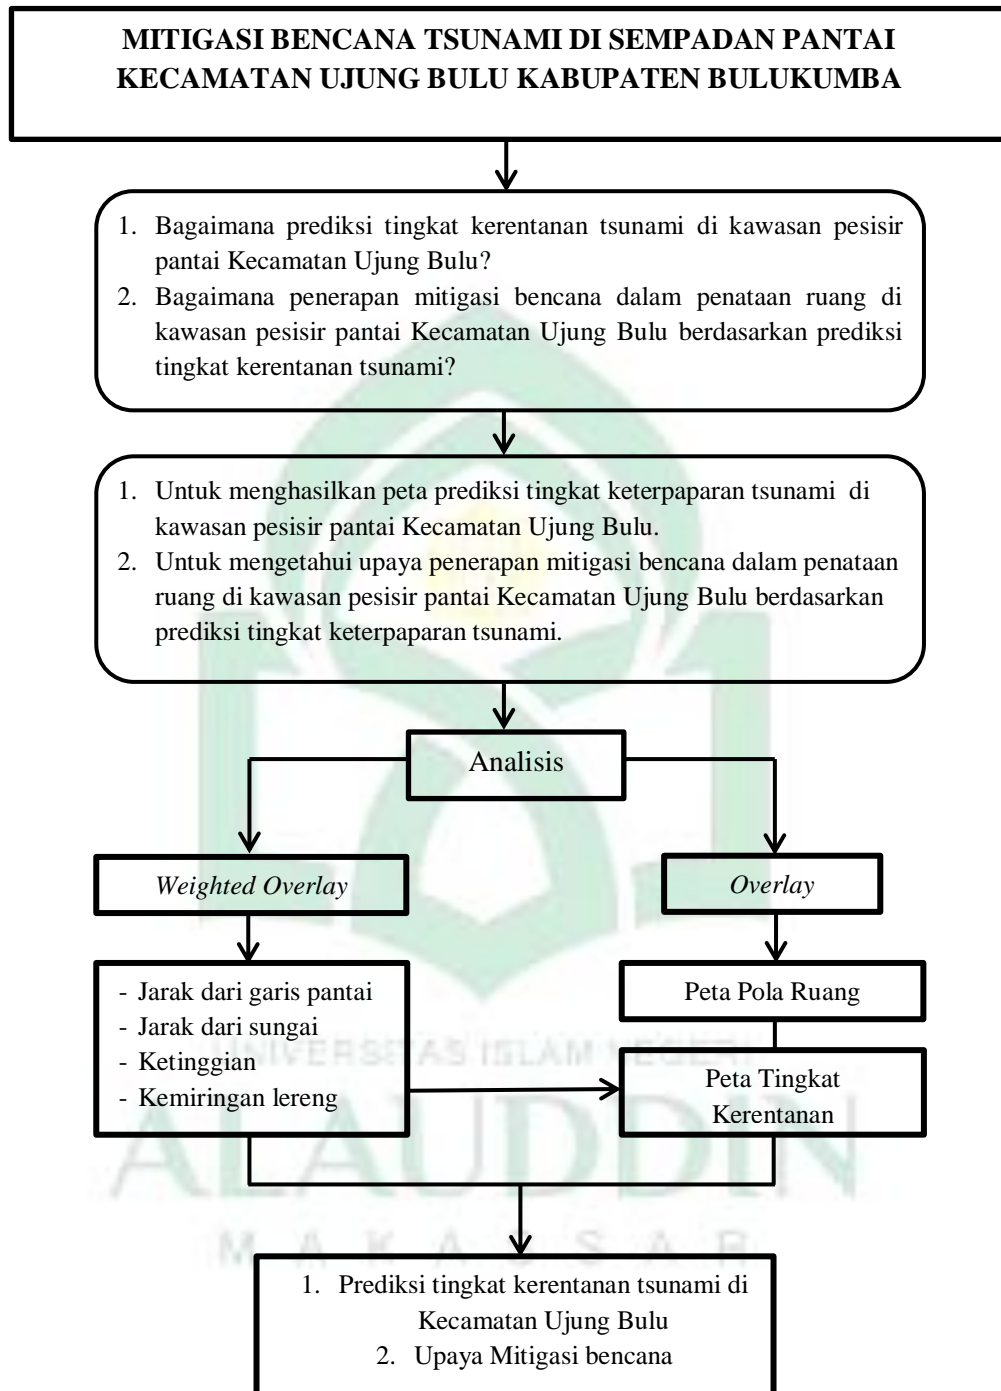 MITIGASI BENCANA TSUNAMI DI SEMPADAN PANTAI
KECAMATAN UJUNG BULU KABUPATEN BULUKUMBA
1. Bagaimana prediksi tingkat kerentanan tsunami di kawasan pesisir
pantai Kecamatan Ujung Bulu?
2. Bagaimana penerapan mitigasi bencana dalam penataan ruang di
kawasan pesisir pantai Kecamatan Ujung Bulu berdasarkan prediksi
tingkat kerentanan tsunami?
1. Untuk menghasilkan peta prediksi tingkat keterpaparan tsunami di
kawasan pesisir pantai Kecamatan Ujung Bulu.
2. Untuk mengetahui upaya penerapan mitigasi bencana dalam penataan
ruang di kawasan pesisir pantai Kecamatan Ujung Bulu berdasarkan
prediksi tingkat keterpaparan tsunami.
Analisis
Weighted Overlay
Overlay
- Jarak dari garis pantai
- Jarak dari sungai
- Ketinggian
- Kemiringan lereng
Peta Pola Ruang
Peta Tingkat
Kerentanan
UNIVERSITAS ISLAM NEGERI
ALAUDDIN
MAKASSAR
1. Prediksi tingkat kerentanan tsunami di
Kecamatan Ujung Bulu
2. Upaya Mitigasi bencana